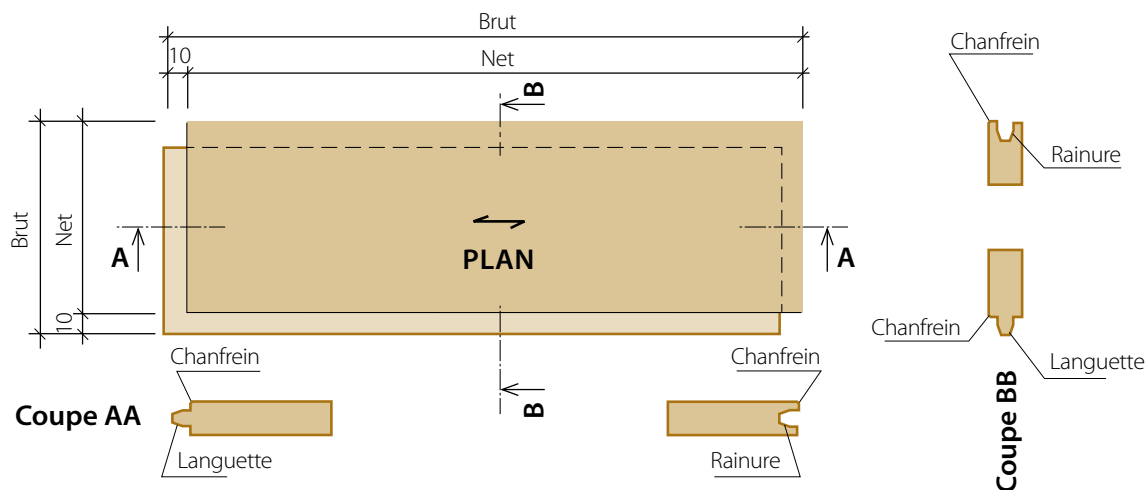 Brut
10
Net
B
Chanfrein
Rainure
Brut
Net
A
PLAN
A
10
Chanfrein
Languette
Chanfrein
Chanfrein
B
Coupe AA
Languette
Rainure
Coupe BB